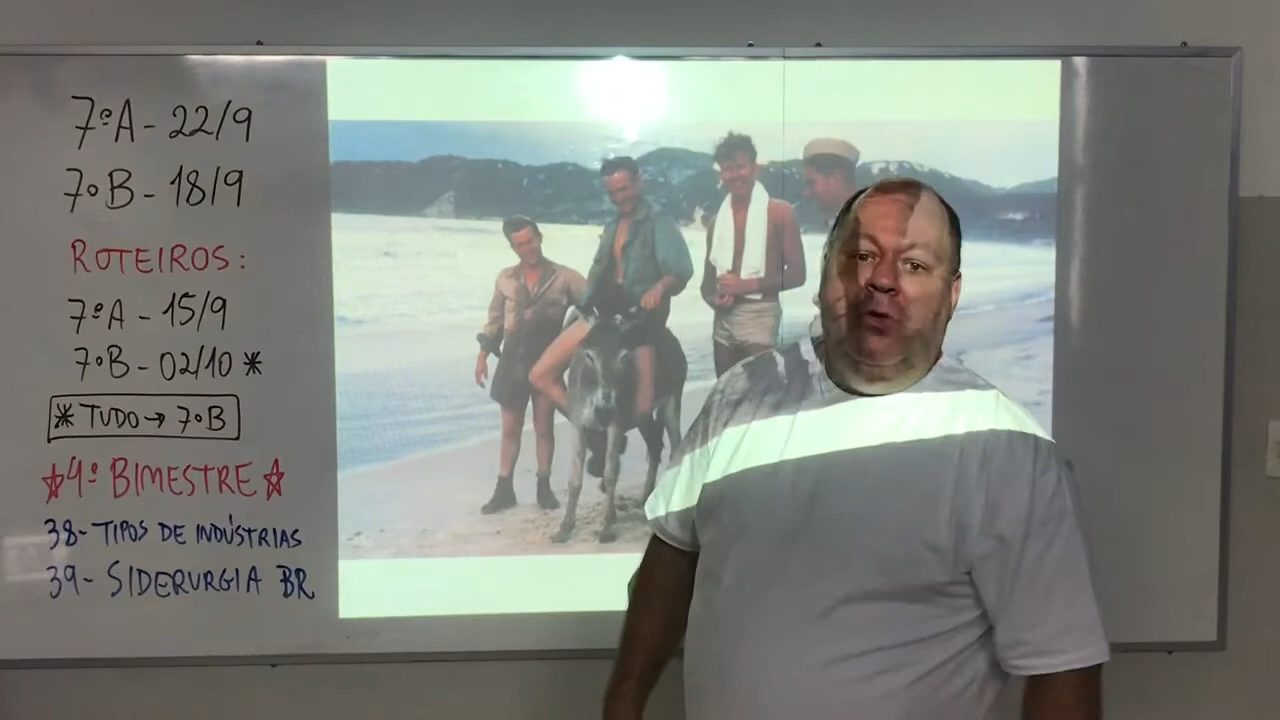 7ºA - 22/9
7ºB - 18/9
ROTEIROS:
7ºA - 15/9
7ºB - 02/10 *
* TUDO → 7ºB
☆4º BIMESTRE☆
38- TIPOS DE INDÚSTRIAS
39- SIDERURGIA BR